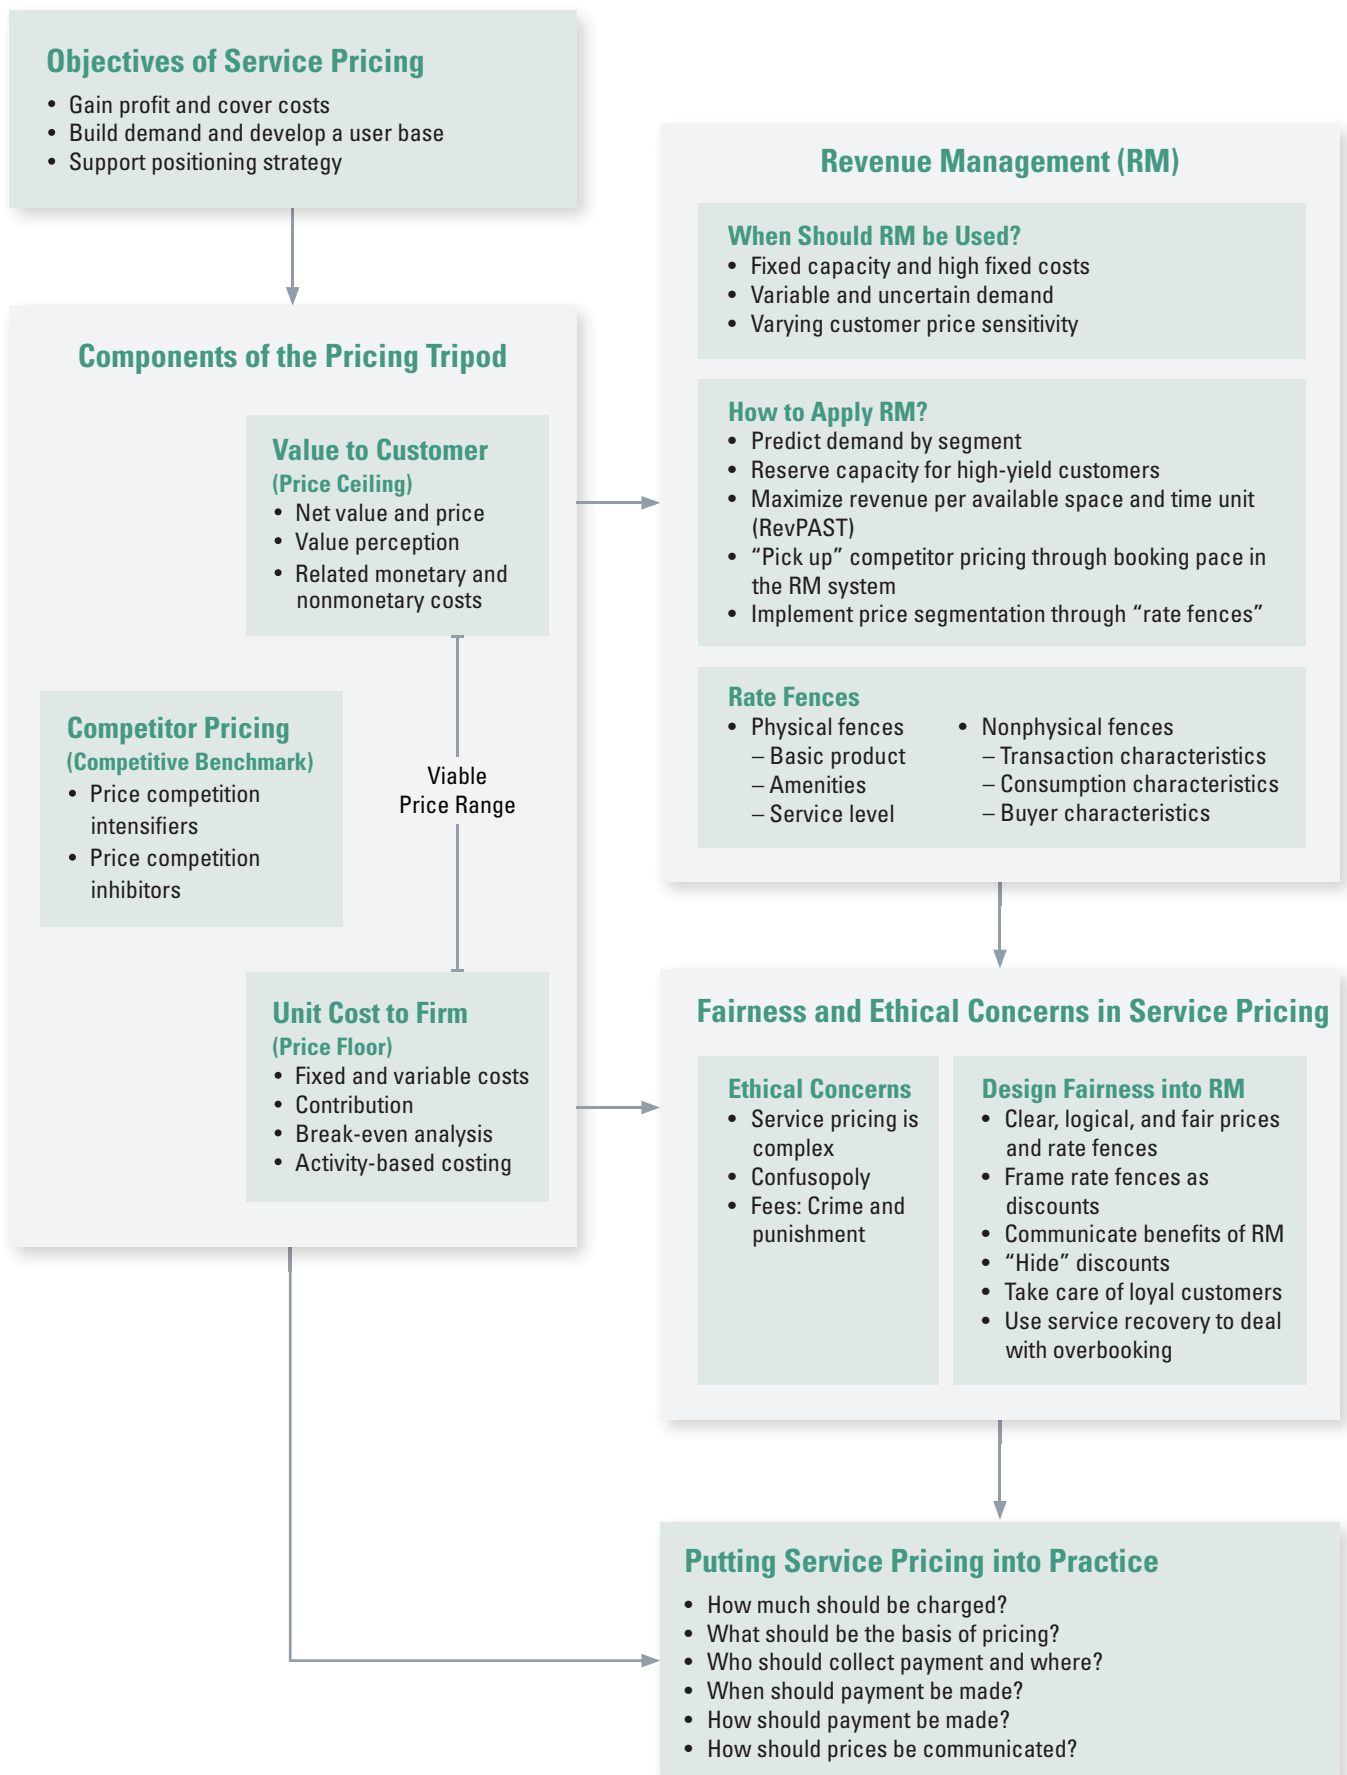 Objectives of Service Pricing
• Gain profit and cover costs
• Build demand and develop a user base
• Support positioning strategy
Components of the Pricing Tripod
Value to Customer
(Price Ceiling)
• Net value and price
• Value perception
• Related monetary and
nonmonetary costs
Competitor Pricing
(Competitive Benchmark)
• Price competition
intensifiers
• Price competition
inhibitors
Viable
Price Range
Unit Cost to Firm
(Price Floor)
• Fixed and variable costs
• Contribution
• Break-even analysis
• Activity-based costing
Revenue Management (RM)
When Should RM be Used?
• Fixed capacity and high fixed costs
• Variable and uncertain demand
• Varying customer price sensitivity
How to Apply RM?
• Predict demand by segment
• Reserve capacity for high-yield customers
• Maximize revenue per available space and time unit
(RevPAST)
• “Pick up” competitor pricing through booking pace in
the RM system
• Implement price segmentation through “rate fences”
Rate Fences
• Physical fences
– Basic product
– Amenities
– Service level
• Nonphysical fences
– Transaction characteristics
– Consumption characteristics
– Buyer characteristics
Fairness and Ethical Concerns in Service Pricing
Ethical Concerns
• Service pricing is
complex
• Confusopoly
• Fees: Crime and
punishment
Design Fairness into RM
• Clear, logical, and fair prices
and rate fences
• Frame rate fences as
discounts
• Communicate benefits of RM
• “Hide” discounts
• Take care of loyal customers
• Use service recovery to deal
with overbooking
Putting Service Pricing into Practice
• How much should be charged?
• What should be the basis of pricing?
• Who should collect payment and where?
• When should payment be made?
• How should payment be made?
• How should prices be communicated?